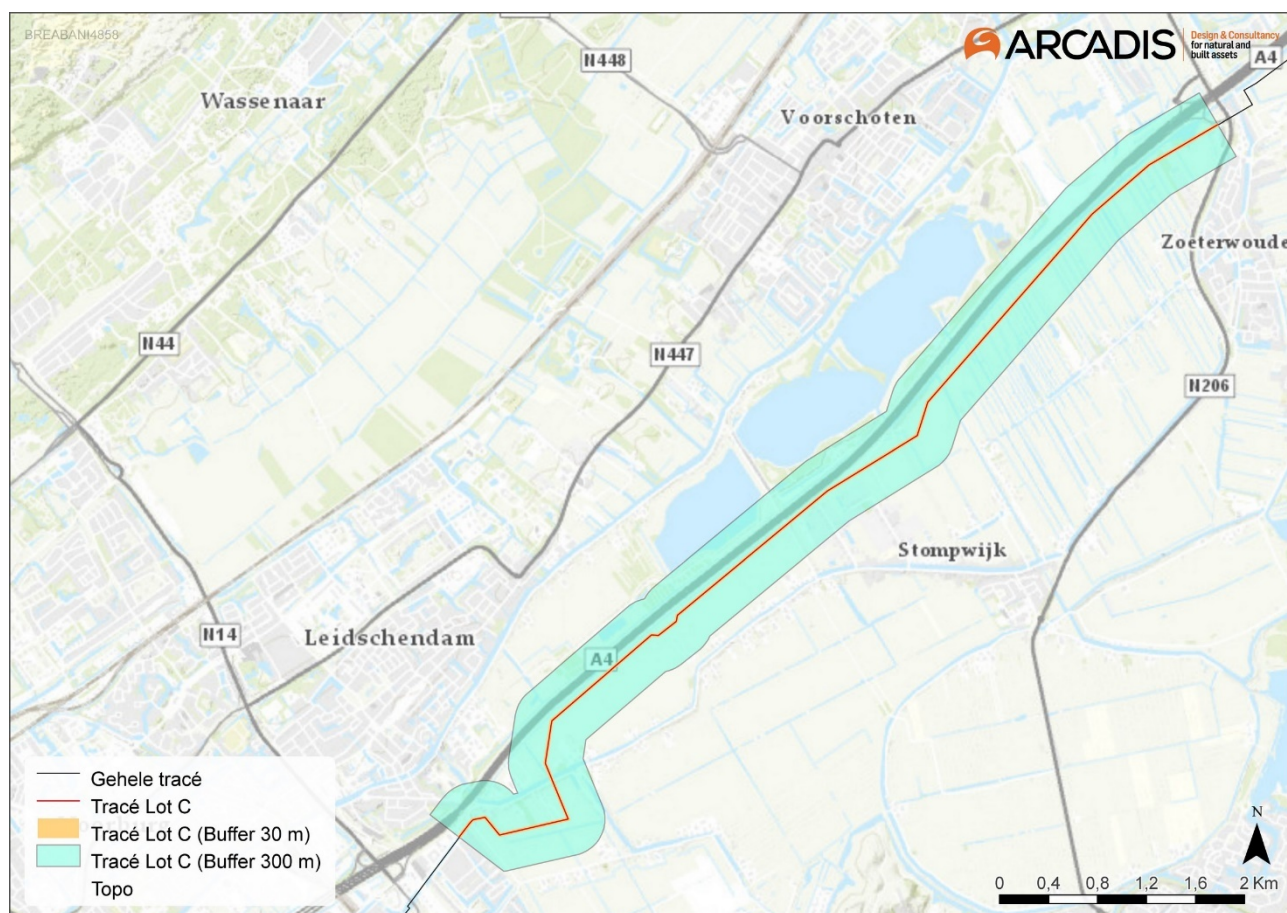 BREABANI4858
ARCADIS
Design & Consultancy
for natural and
built assets
A4
N448
Wassenaar
Voorschoten
Zoeterwoude
N44
N447
N206
Stompwijk
N14
Leidschendam
A4
Gehele tracé
Tracé Lot C
Tracé Lot C (Buffer 30 m)
Tracé Lot C (Buffer 300 m)
Topo
N
0 0,4 0,8 1,2 1,6 2 Km